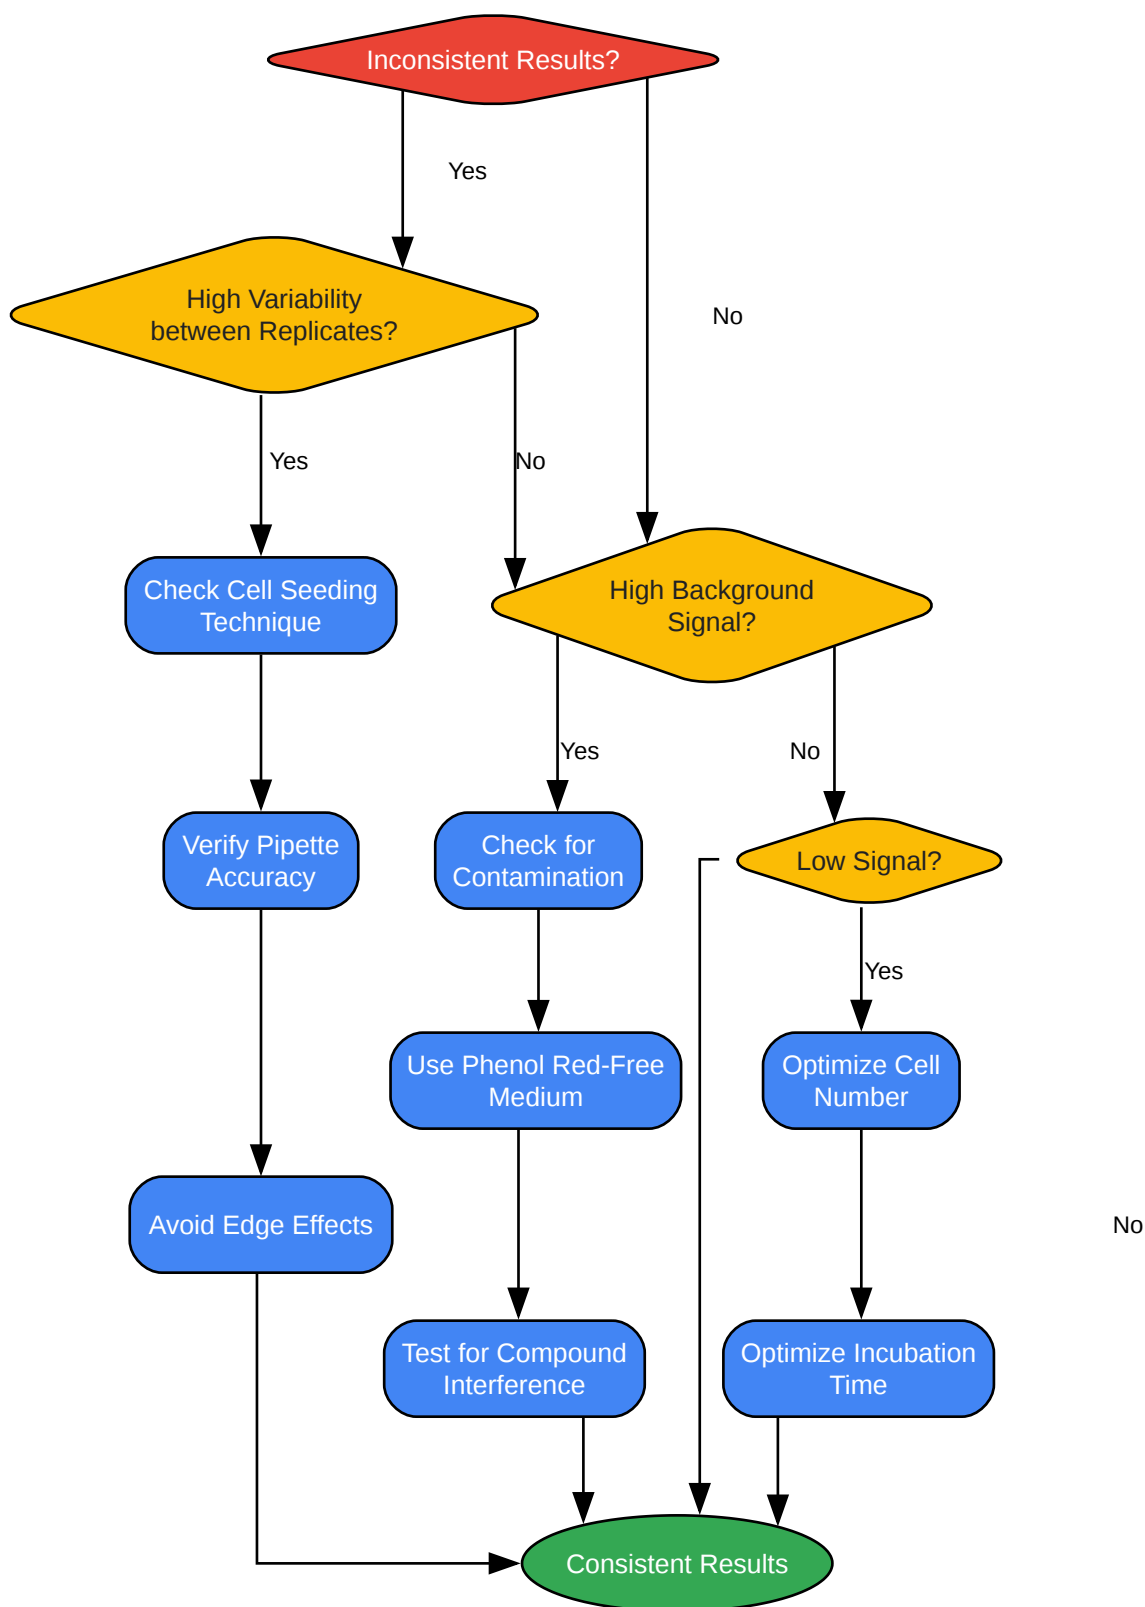 Inconsistent Results?
Yes
High Variability
between Replicates?
No
Yes
No
Check Cell Seeding
Technique
High Background
Signal?
Yes
No
Verify Pipette
Accuracy
Check for
Contamination
Low Signal?
Yes
Use Phenol Red-Free
Medium
Optimize Cell
Number
Avoid Edge Effects
No
Test for Compound
Interference
Optimize Incubation
Time
Consistent Results